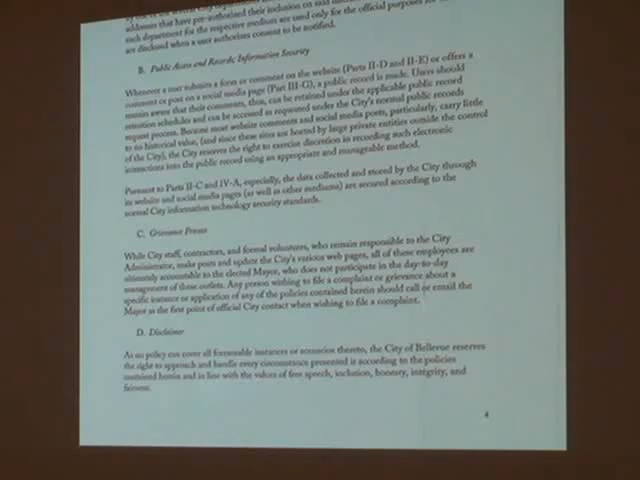 addresses that have pre-authorized their inclusion on said
such department for the respective medium are used only for the official purposes for
are disclosed when a user authorizes consent to be notified.
B. Public Access and Records; Information Security
Whenever a user submits a form or comment on the website (Parts II-D and II-E) or offers a
comment or post on a social media page (Part III-G), a public record is made. Users should
remain aware that their comments, thus, can be retained under the applicable public record
retention schedules and can be accessed as requested under the City's normal public records
request process. Because most website comments and social media posts, particularly, carry little
to no historical value, (and since these sites are hosted by large private entities outside the control
of the City), the City reserves the right to exercise discretion in recording such electronic
interactions into the public record using an appropriate and manageable method.
Pursuant to Parts II-C and IV-A, especially, the data collected and stored by the City through
its website and social media pages (as well as other mediums) are secured according to the
normal City information technology security standards.
C. Grievance Process
While City staff, contractors, and formal volunteers, who remain responsible to the City
Administrator, make posts and update the City's various web pages, all of these employees are
ultimately accountable to the elected Mayor, who does not participate in the day-to-day
management of these outlets. Any person wishing to file a complaint or grievance about a
specific instance or application of any of the policies contained herein should call or email the
Mayor as the first point of official City contact when wishing to file a complaint.
D. Disclaimer
As no policy can cover all foreseeable instances or scenarios thereto, the City of Bellevue reserves
the right to approach and handle every circumstance presented it according to the policies
contained herein and in line with the values of free speech, inclusion, honesty, integrity, and
fairness.
4